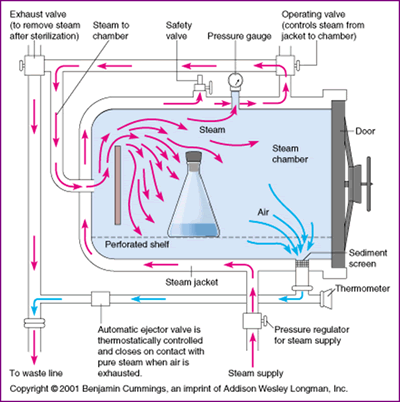 Exhaust valve
(to remove steam
after sterilization)
Steam to
chamber
Safety
valve
Pressure gauge
Operating valve
(controls steam from
jacket to chamber)
Steam
Steam
chamber
Door
Air
Perforated shelf
Sediment
screen
Steam jacket
Thermometer
Automatic ejector valve is
thermostatically controlled
and closes on contact with
pure steam when air is
exhausted.
Pressure regulator
for steam supply
To waste line
Steam supply
Copyright © 2001 Benjamin Cummings, an imprint of Addison Wesley Longman, Inc.